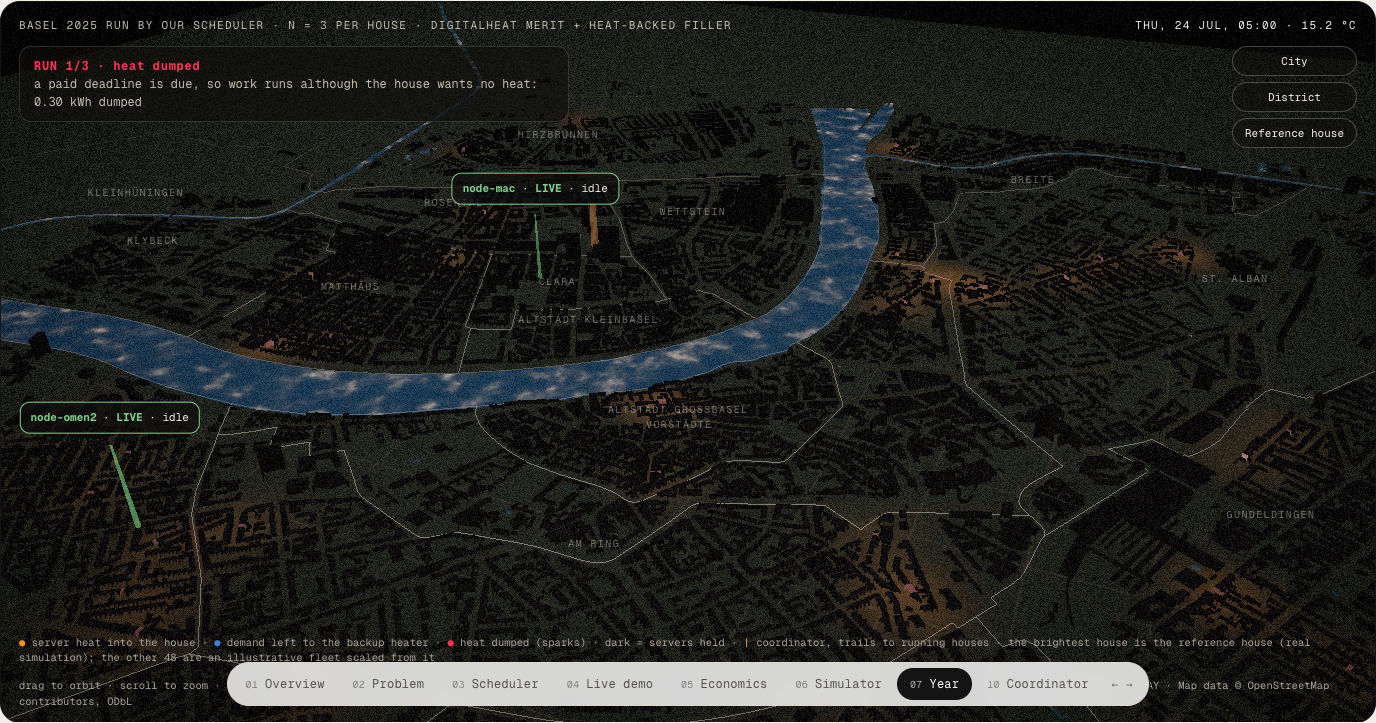 BASEL 2025 RUN BY OUR SCHEDULER · N = 3 PER HOUSE · DIGITALHEAT MERIT + HEAT-BACKED FILLER
THU, 24 JUL, 05:00 · 15.2 °C
RUN 1/3 · heat dumped
a paid deadline is due, so work runs although the house wants no heat:
0.30 kWh dumped
City
District
Reference house
HIRZBRUNNEN
KLEINHÜNINGEN
BREITE
node-mac · LIVE · idle
WETTSTEIN
KLYBECK
ST. ALBAN
CLARA
MATTHÄUS
ALTSTADT KLEINBASEL
node-omen2 · LIVE · idle
ALTSTADT GROSSBASEL
VORSTÄDTE
GUNDELDINGEN
AM RING
● server heat into the house · ● demand left to the backup heater · ● heat dumped (sparks) · dark = servers held · | coordinator, trails to running houses · the brightest house is the reference house (real
simulation); the other 48 are an illustrative fleet scaled from it
drag to orbit · scroll to zoom ·
· Map data © OpenStreetMap
contributors, ODbL
01 Overview 02 Problem 03 Scheduler 04 Live demo 05 Economics 06 Simulator 07 Year 10 Coordinator ← →